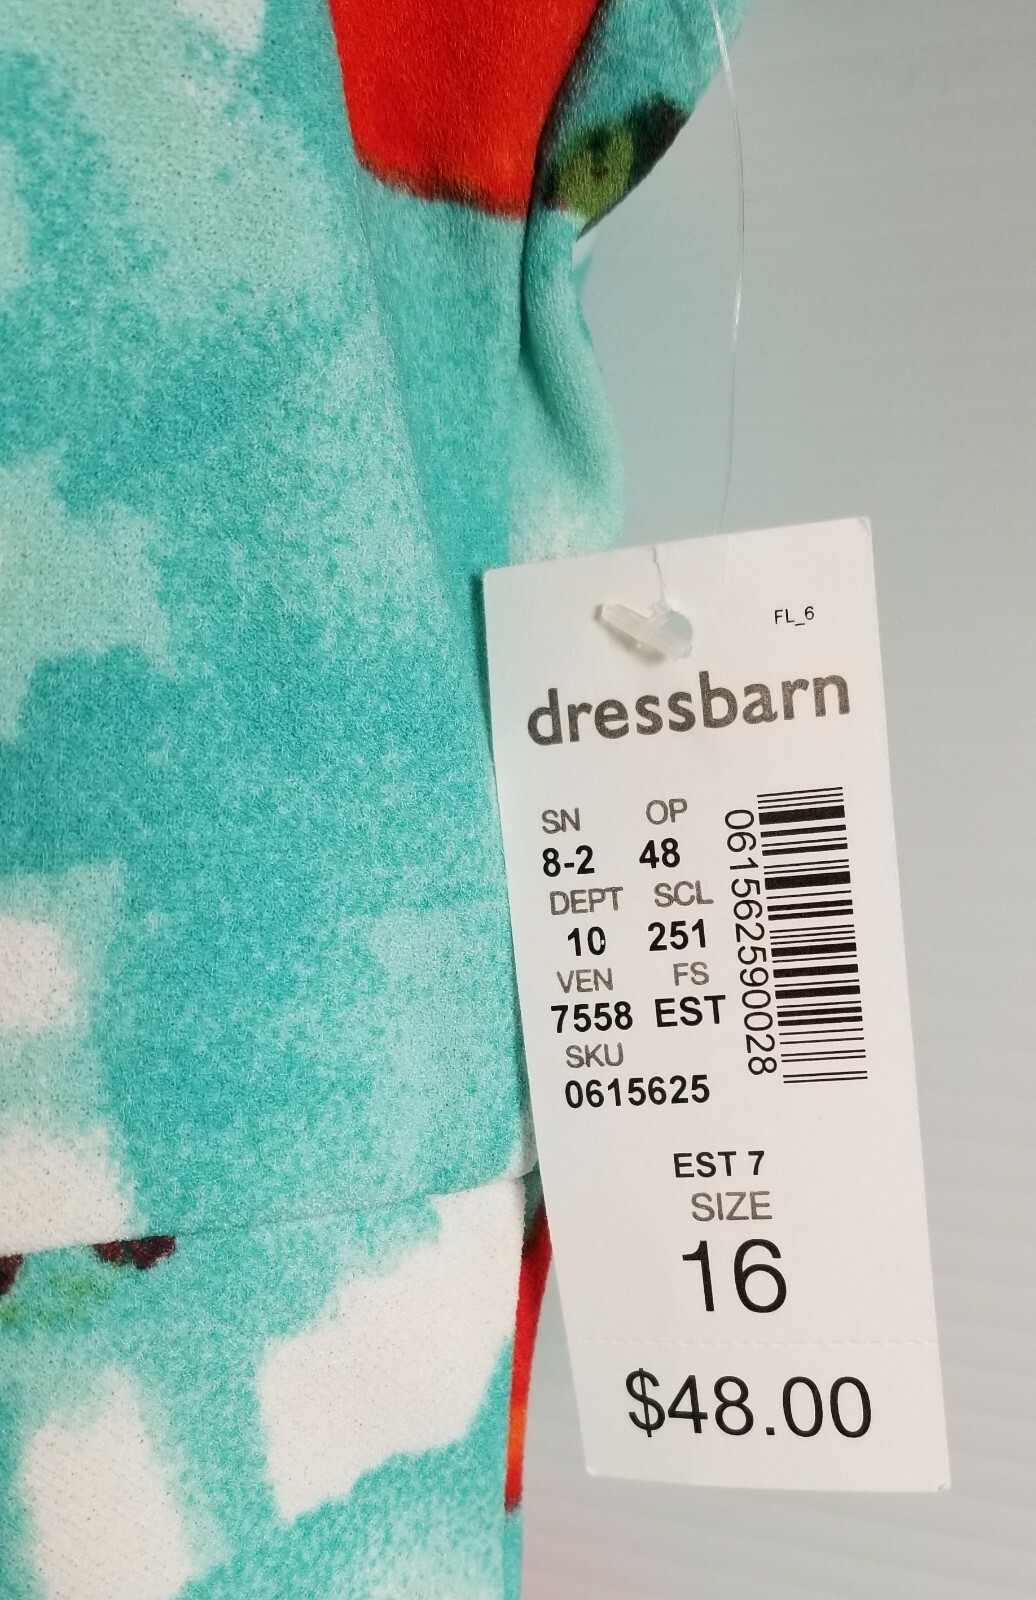 FL_6
dressbarn
SN OP
8-2 48
DEPT SCL
10 251
VEN FS
7558 EST
SKU
0615625
061562590028
EST 7
SIZE
16
$48.00